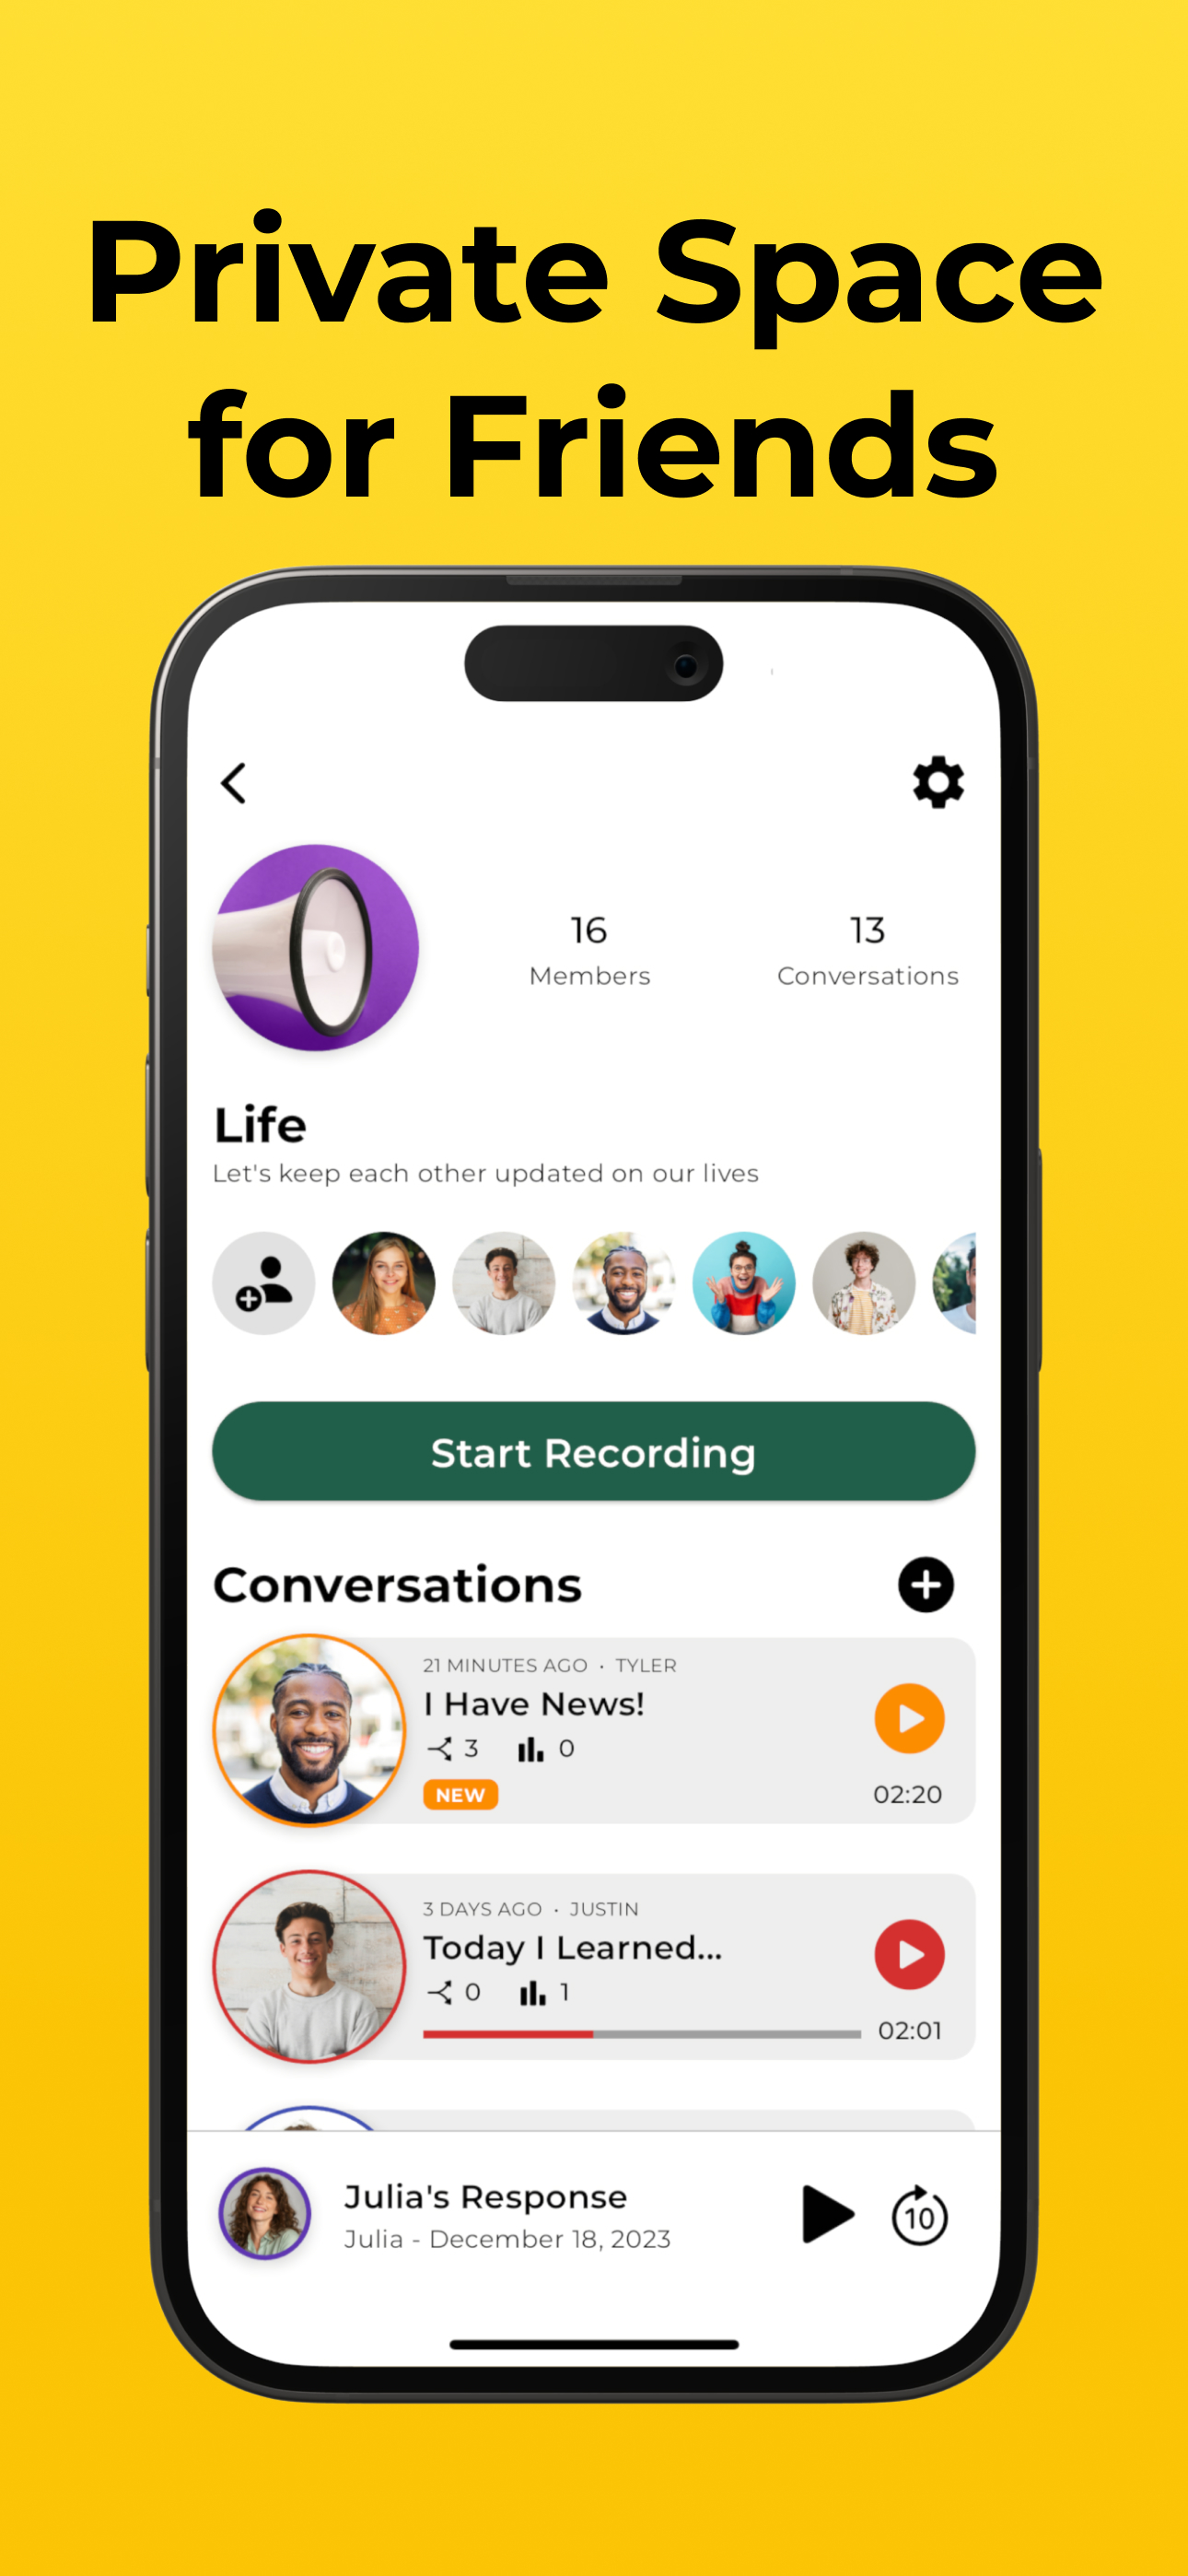 Private Space
for Friends
16
Members
13
Conversations
Life
Let's keep each other updated on our lives
Start Recording
Conversations
21 MINUTES AGO • TYLER
I Have News!
3 0
NEW
02:20
3 DAYS AGO • JUSTIN
Today I Learned...
0 1
02:01
Julia's Response
Julia - December 18, 2023
10